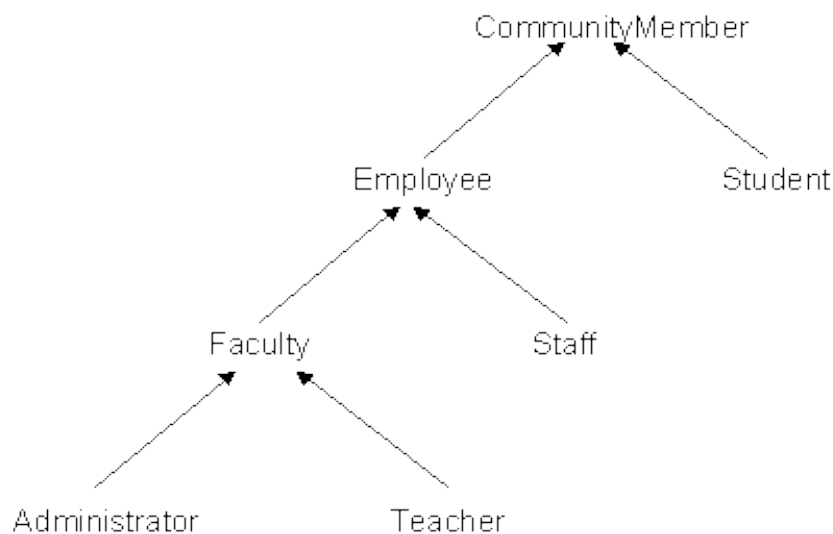 CommunityMember
Employee
Student
Faculty
Staff
Administrator
Teacher